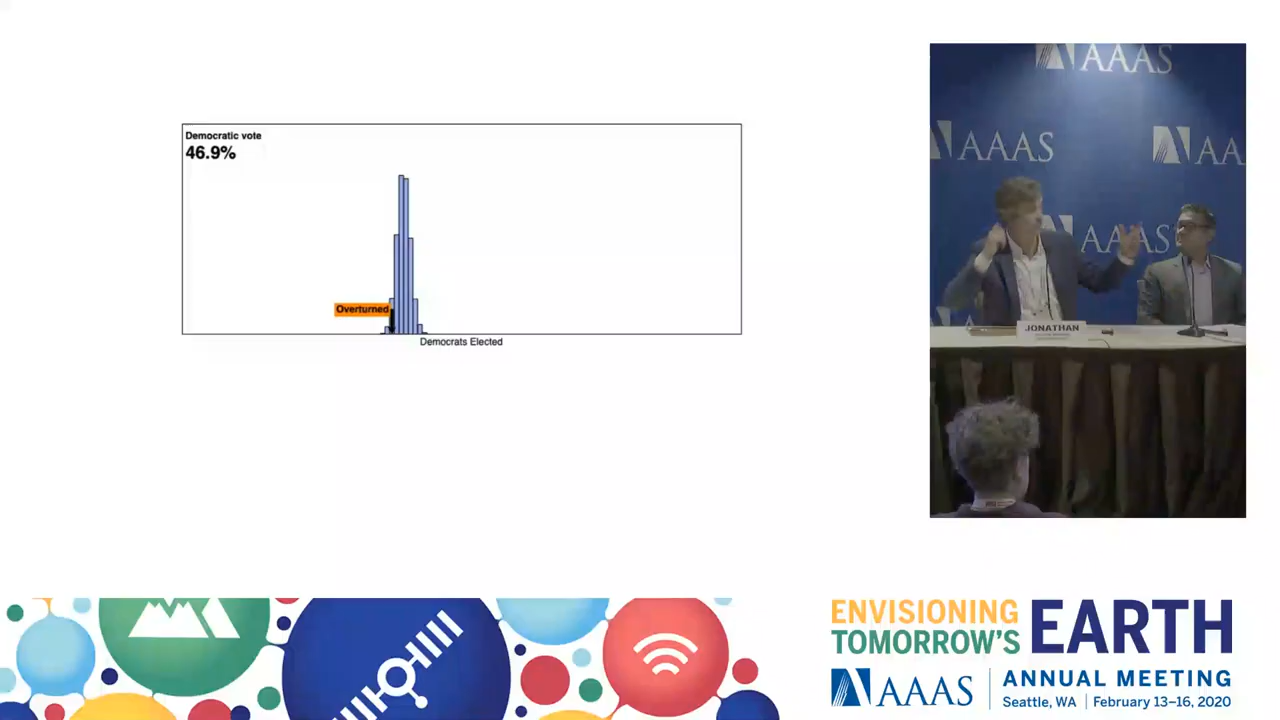 Democratic vote
46.9%
Overturned
Democrats Elected
AAAS
AAAS
AA
AAAS
JONATHAN
ENVISIONING
TOMORROW'S
EARTH
AAAS
ANNUAL MEETING
Seattle, WA | February 13–16, 2020